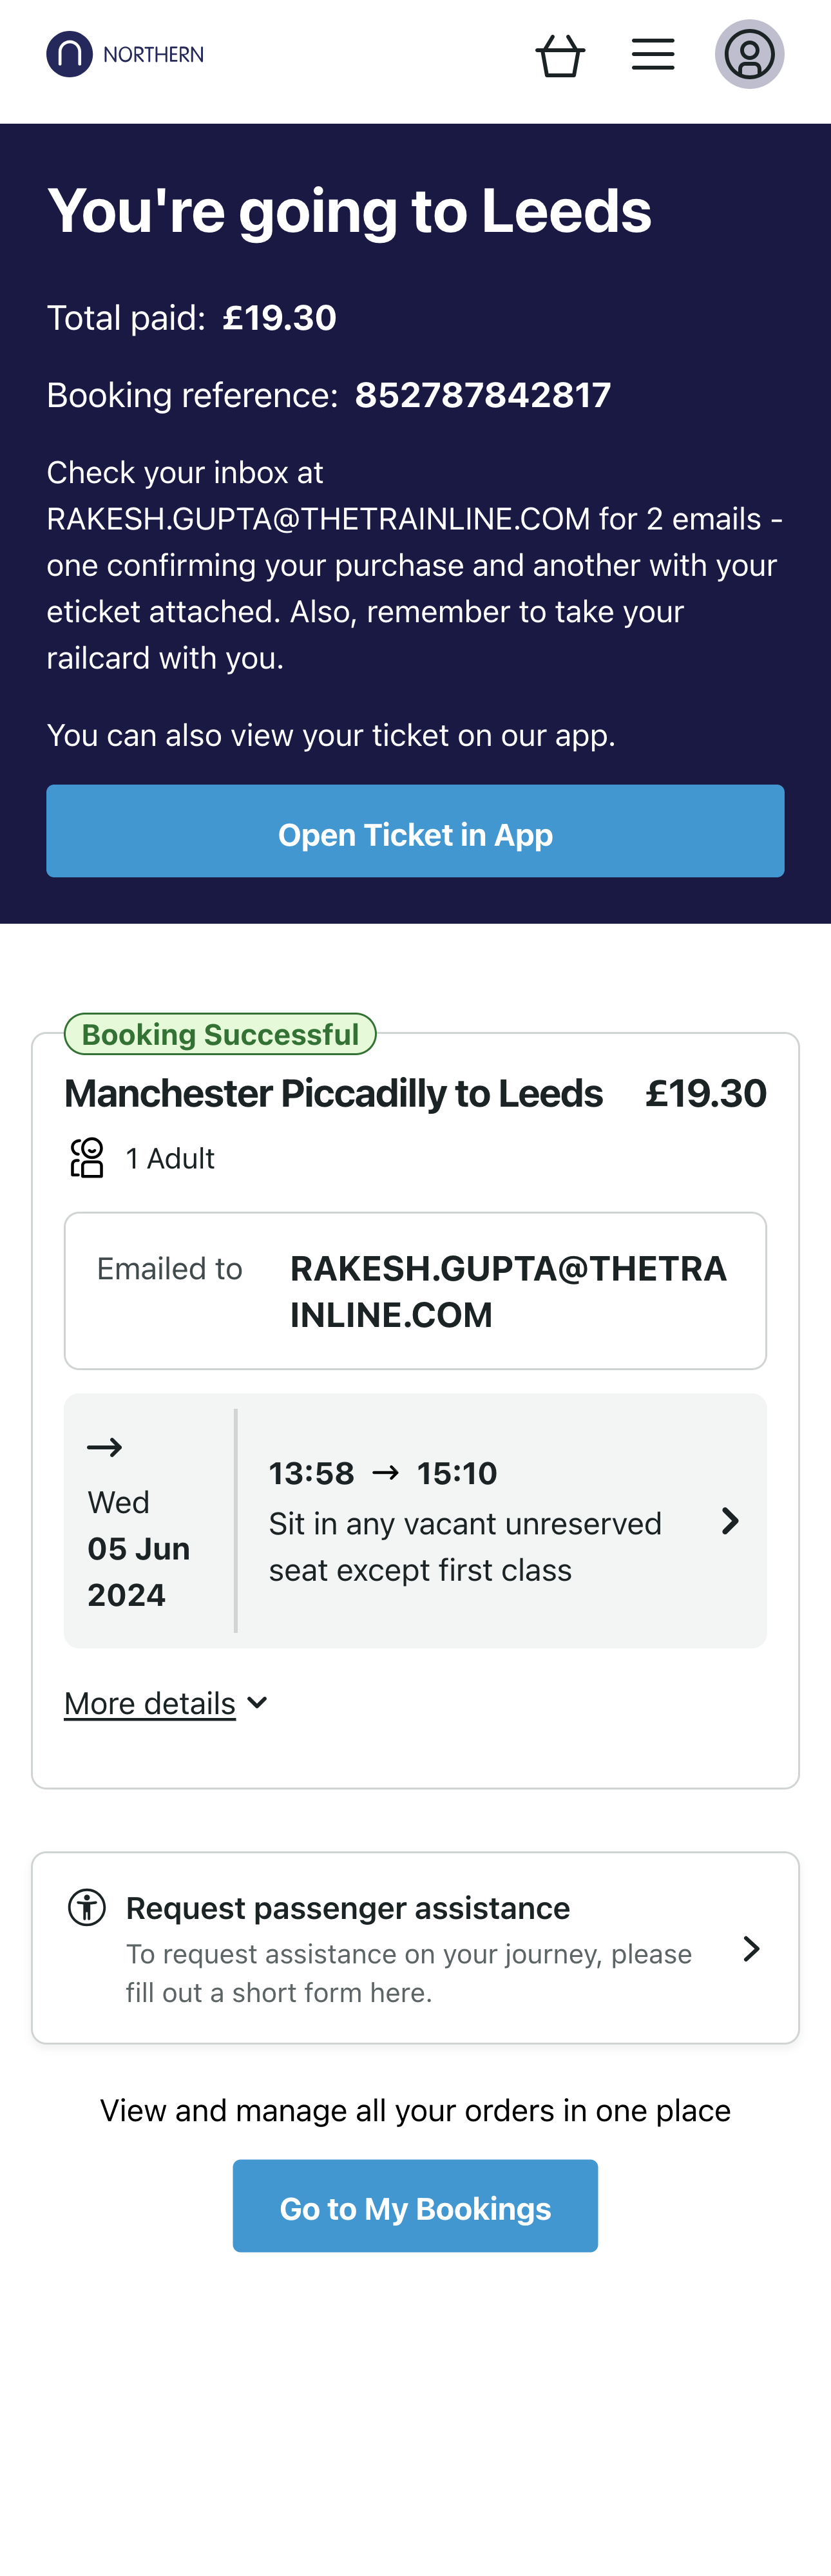 NORTHERN
You're going to Leeds
Total paid: £19.30
Booking reference: 852787842817
Check your inbox at
RAKESH.GUPTA@THETRAINLINE.COM for 2 emails -
one confirming your purchase and another with your
eticket attached. Also, remember to take your
railcard with you.
You can also view your ticket on our app.
Open Ticket in App
Booking Successful
Manchester Piccadilly to Leeds £19.30
1 Adult
Emailed to RAKESH.GUPTA@THETRA
INLINE.COM
→
Wed
05 Jun
2024
13:58 → 15:10
Sit in any vacant unreserved
seat except first class
More details
Request passenger assistance
To request assistance on your journey, please
fill out a short form here.
View and manage all your orders in one place
Go to My Bookings